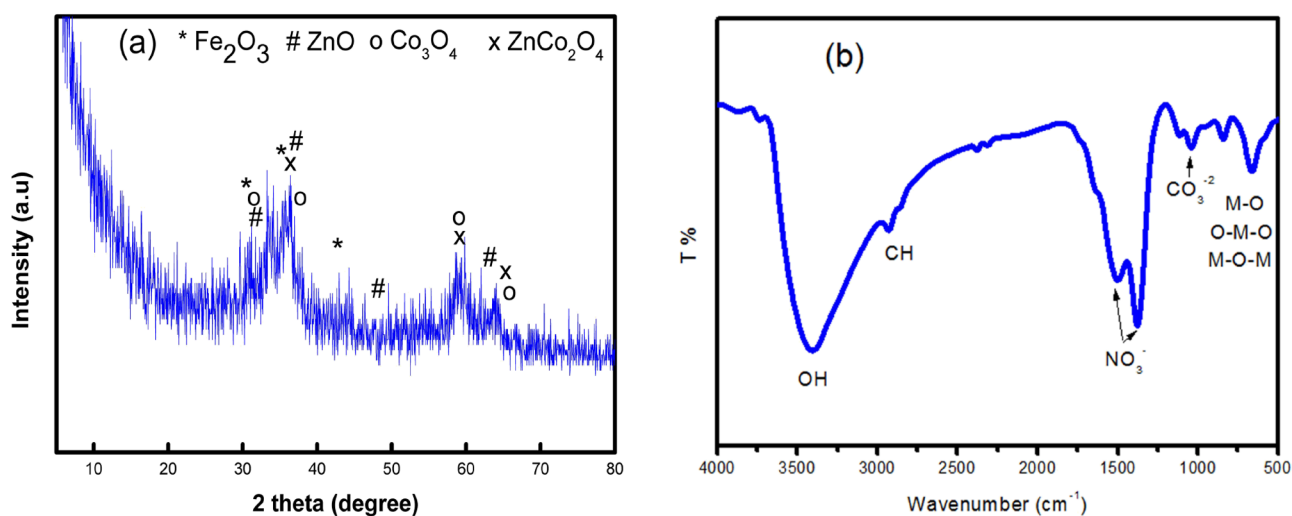 (a) * Fe2O3 # ZnO o Co3O4 x ZnCo2O4
#
*
x
*
o
o
#
*
o
x
#
#
x
o
Intensity (a.u)
10 20 30 40 50 60 70 80
2 theta (degree)
(b)
CO3-2
M-O
O-M-O
M-O-M
CH
NO3-
OH
T %
4000 3500 3000 2500 2000 1500 1000 500
Wavenumber (cm-1)